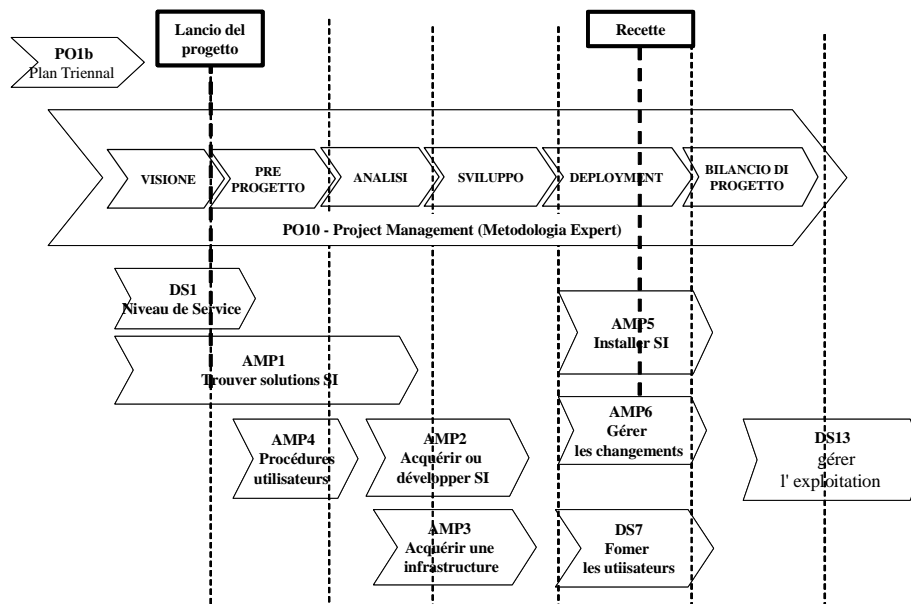 Lancio del
progetto
Recette
PO1b
Plan Triennal
VISIONE
PRE
PROGETTO
ANALISI
SVILUPPO
DEPLOYMENT
BILANCIO DI
PROGETTO
PO10 - Project Management (Metodologia Expert)
DS1
Niveau de Service
AMP1
Trouver solutions SI
AMP5
Installer SI
AMP4
Procédures
utilisateurs
AMP2
Acquérir ou
développer SI
AMP6
Gérer
les changements
DS13
gérer
l' exploitation
AMP3
Acquérir une
infrastructure
DS7
Fomer
les utiisateurs